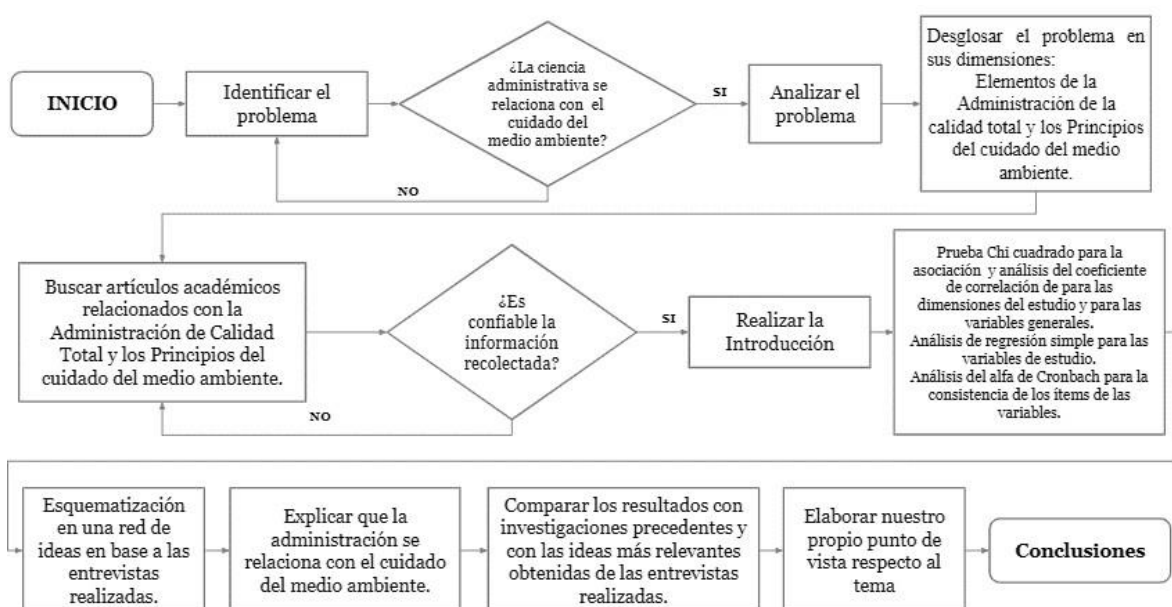 INICIO
Identificar el
problema
¿La ciencia
administrativa se
relaciona con el
cuidado del
medio ambiente?
SI
NO
Analizar el
problema
Desglosar el problema en
sus dimensiones:
Elementos de la
Administración de la
calidad total y los Principios
del cuidado del medio
ambiente.
Buscar artículos académicos
relacionados con la
Administración de Calidad
Total y los Principios del
cuidado del medio ambiente.
¿Es
confiable la
información
recolectada?
SI
NO
Realizar la
Introducción
Prueba Chi cuadrado para la
asociación y análisis del coeficiente
de correlación de para las
dimensiones del estudio y para las
variables generales.
Análisis de regresión simple para las
variables de estudio.
Análisis del alfa de Cronbach para la
consistencia de los ítems de las
variables.
Esquematización
en una red de
ideas en base a las
entrevistas
realizadas.
Explicar que la
administración se
relaciona con el cuidado
del medio ambiente.
Comparar los resultados con
investigaciones precedentes y
con las ideas más relevantes
obtenidas de las entrevistas
realizadas.
Elaborar nuestro
propio punto de
vista respecto al
tema
Conclusiones